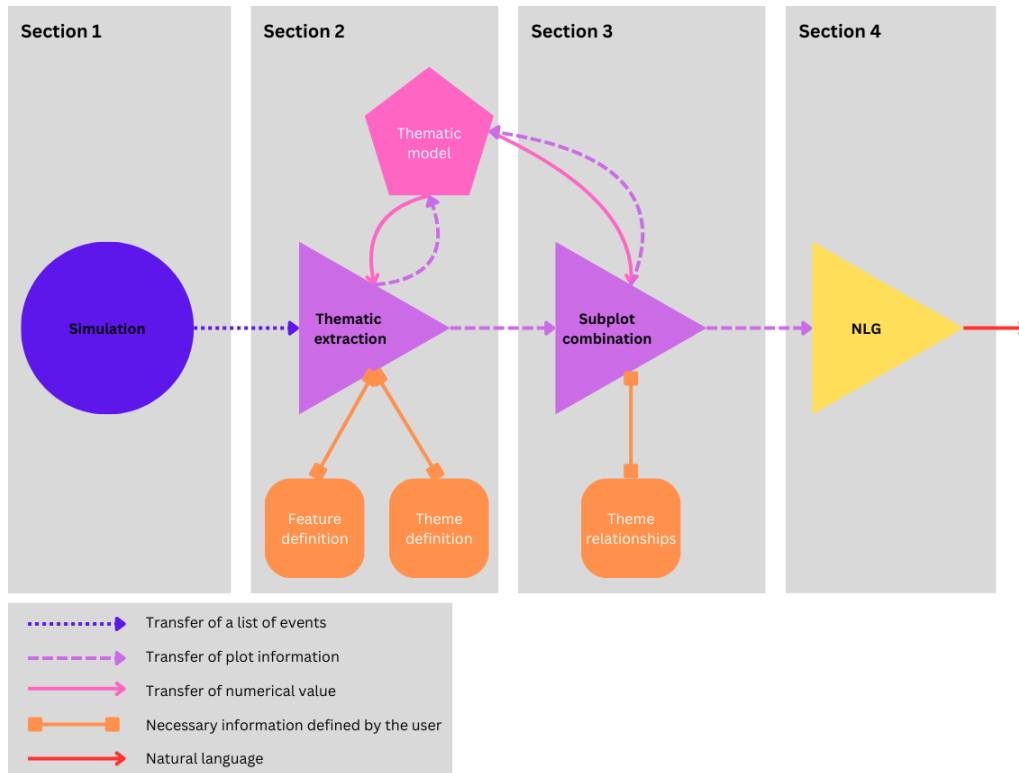 Section 1
Section 2
Section 3
Section 4
Thematic
model
Simulation
Thematic
extraction
Subplot
combination
NLG
Feature
definition
Theme
definition
Theme
relationships
Transfer of a list of events
Transfer of plot information
Transfer of numerical value
Necessary information defined by the user
Natural language